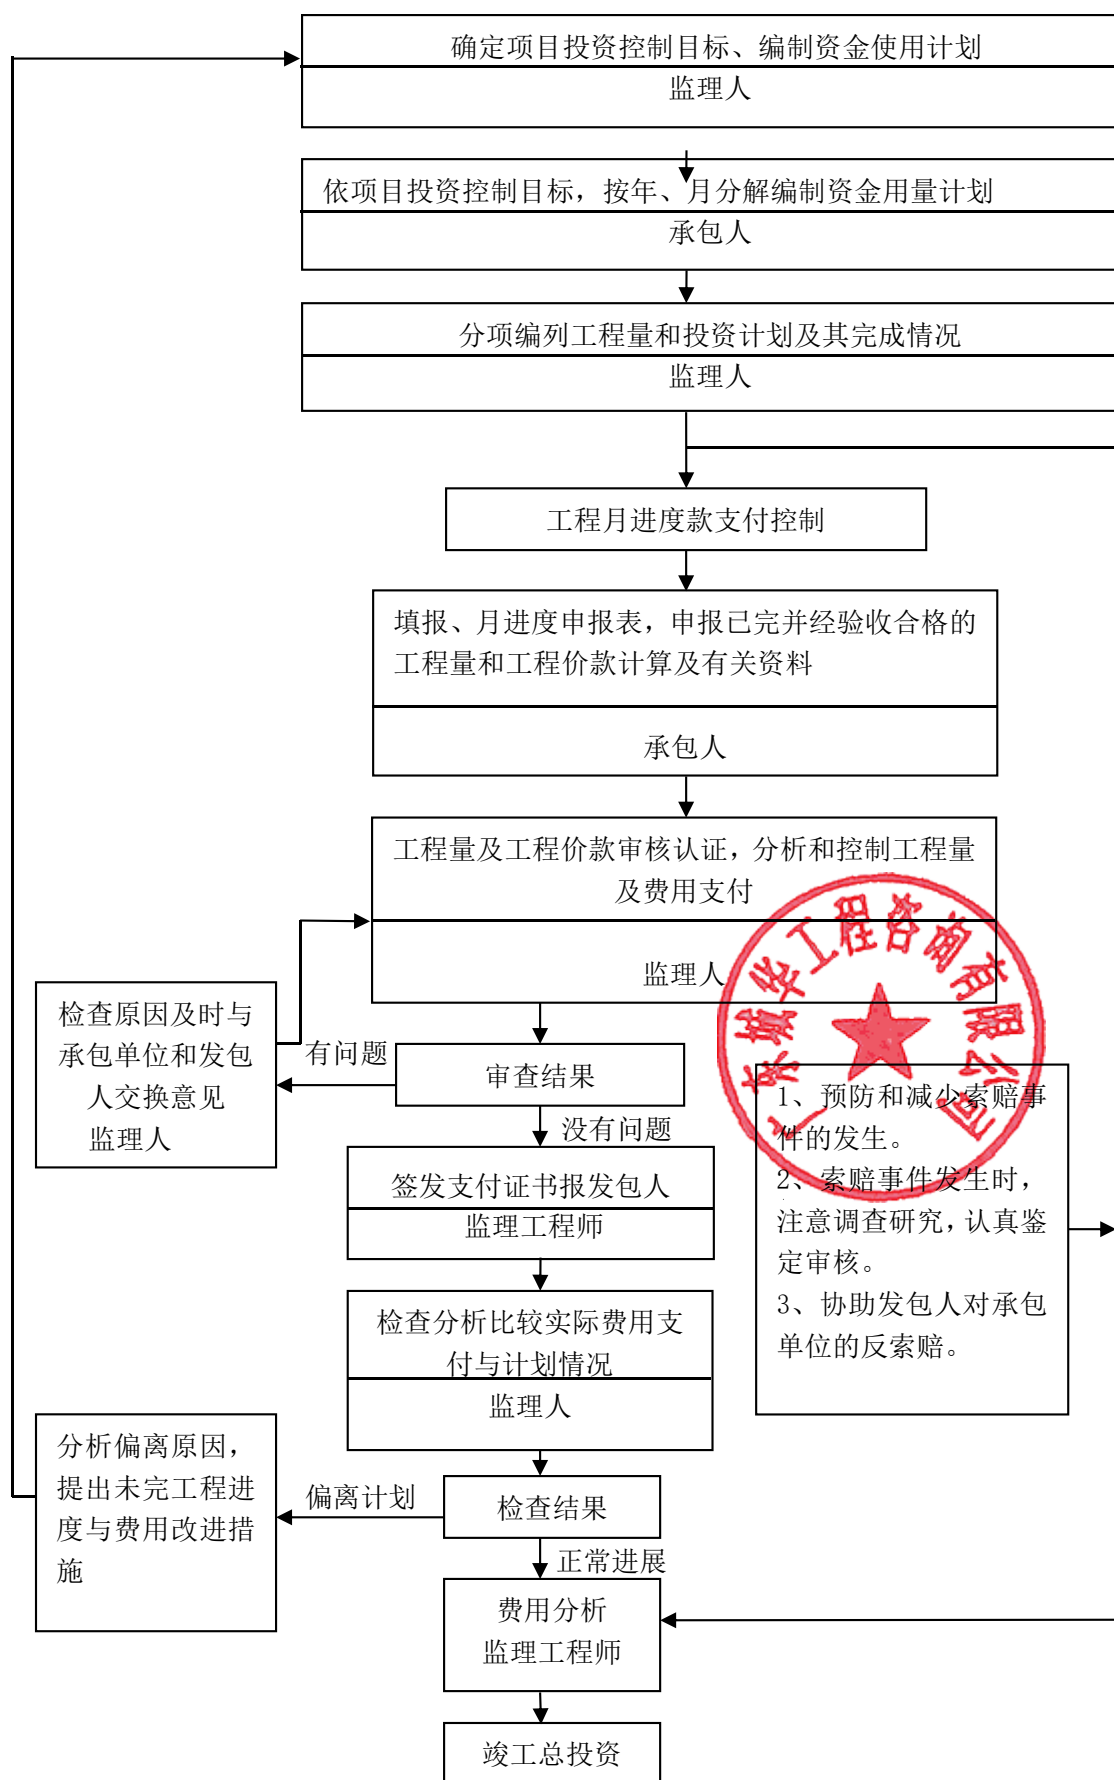 确定项目投资控制目标、编制资金使用计划
监理人
依项目投资控制目标，按年、月分解编制资金用量计划
承包人
分项编列工程量和投资计划及其完成情况
监理人
工程月进度款支付控制
填报、月进度申报表，申报已完并经验收合格的
工程量和工程价款计算及有关资料
承包人
工程量及工程价款审核认证，分析和控制工程量
及费用支付
监理人
检查原因及时与
承包单位和发包
人交换意见
监理人
有问题
审查结果
没有问题
签发支付证书报发包人
监理工程师
检查分析比较实际费用支
付与计划情况
监理人
广东城华工程咨询有限公司
1、预防和减少索赔事
件的发生。
2、索赔事件发生时，
注意调查研究，认真鉴
定审核。
3、协助发包人对承包
单位的反索赔。
分析偏离原因，
提出未完工程进
度与费用改进措
施
偏离计划
检查结果
正常进展
费用分析
监理工程师
竣工总投资